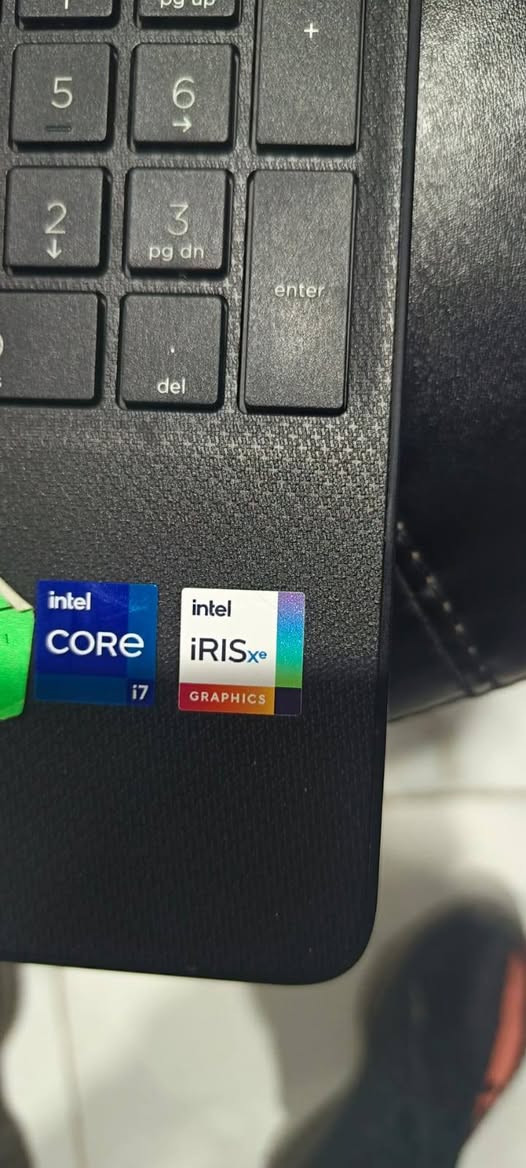 pg up
+
5
6
→
2
↓
3
pg dn
enter
.
del
intel
CORe
i7
intel
iRISxe
GRAPHICS